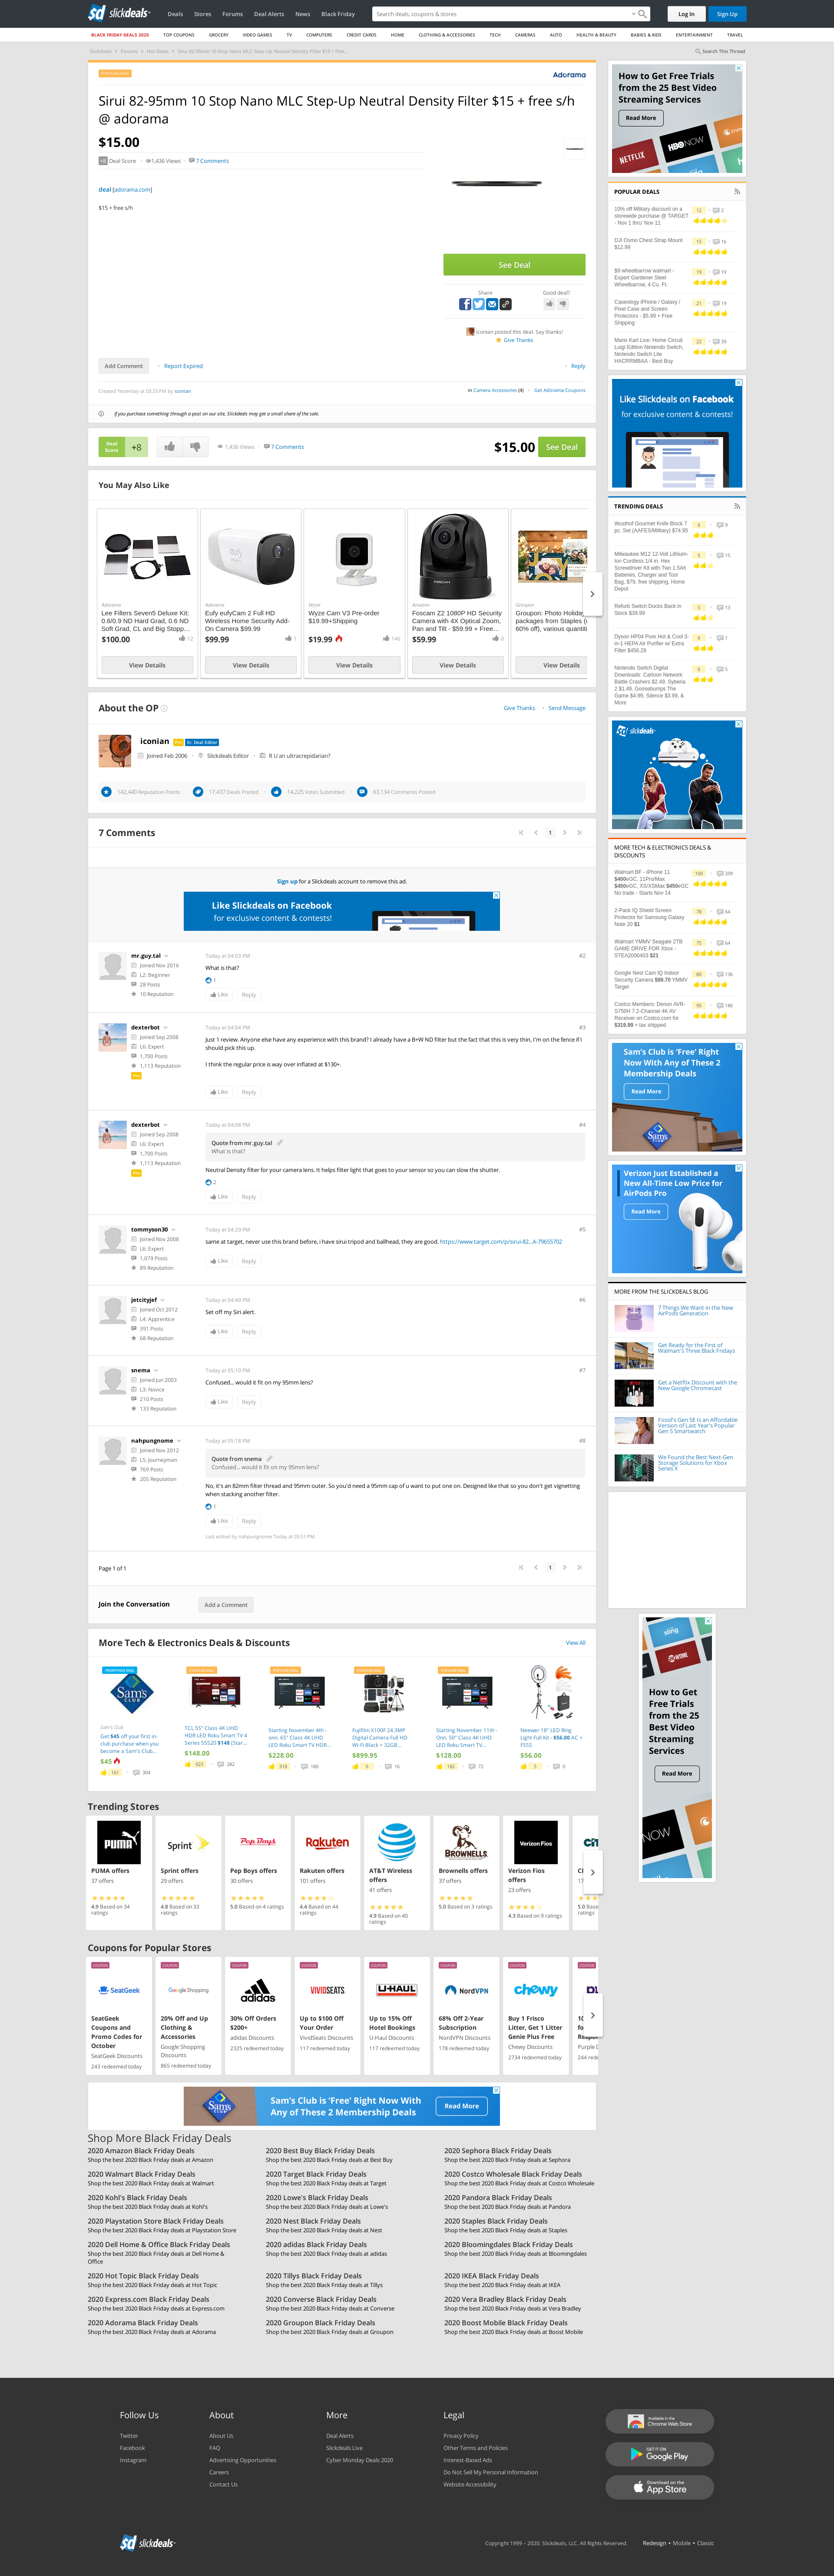 slickdeals
Deals Stores Forums Deal Alerts News Black Friday
Search deals, coupons & stores
Log In Sign Up
BLACK FRIDAY DEALS 2020 TOP COUPONS GROCERY VIDEO GAMES TV COMPUTERS CREDIT CARDS HOME CLOTHING & ACCESSORIES TECH CAMERAS AUTO HEALTH & BEAUTY BABIES & KIDS ENTERTAINMENT TRAVEL
Slickdeals Forums Hot Deals Sirui 82-95mm 10 Stop Nano MLC Step-Up Neutral Density Filter $15 + free...
Search This Thread
Adorama
Sirui 82-95mm 10 Stop Nano MLC Step-Up Neutral Density Filter $15 + free s/h
@ adorama
$15.00
+8 Deal Score 1,436 Views 7 Comments
deal [adorama.com]
$15 + free s/h
See Deal
Share Good deal?
iconian posted this deal. Say thanks!
Give Thanks
Add Comment Report Expired Reply
Created Yesterday at 03:33 PM by iconian
in Camera Accessories (4) Get Adorama Coupons
If you purchase something through a post on our site, Slickdeals may get a small share of the sale.
Deal Score +8 1,436 Views 7 Comments $15.00 See Deal
You May Also Like
Adorama
Lee Filters Seven5 Deluxe Kit: 0.6/0.9 ND Hard Grad, 0.6 ND Soft Grad, CL and Big Stopp...
$100.00 12
View Details
Adorama
Eufy eufyCam 2 Full HD Wireless Home Security Add-On Camera $99.99
$99.99 1
View Details
Wyze
Wyze Cam V3 Pre-order $19.99+Shipping
$19.99 146
View Details
Amazon
Foscam Z2 1080P HD Security Camera with 4X Optical Zoom, Pan and Tilt - $59.99 + Free...
$59.99 0
View Details
Groupon
Groupon: Photo Holiday
packages from Staples (
60% off), various quantit
View Details
About the OP
Give Thanks Send Message
iconian Pro Sr. Deal Editor
Joined Feb 2006 Slickdeals Editor R U an ultracrepidarian?
142,440 Reputation Points 17,437 Deals Posted 14,225 Votes Submitted 63,134 Comments Posted
7 Comments
1
Sign up for a Slickdeals account to remove this ad.
Like Slickdeals on Facebook
for exclusive content & contests!
mr.guy.tal
Joined Nov 2016
L2: Beginner
28 Posts
10 Reputation
Today at 04:03 PM #2
What is that?
1
Like Reply
dexterbot
Joined Sep 2008
L6: Expert
1,700 Posts
1,113 Reputation
Pro
Today at 04:04 PM #3
Just 1 review. Anyone else have any experience with this brand? I already have a B+W ND filter but the fact that this is very thin, I'm on the fence if I
should pick this up.
I think the regular price is way over inflated at $130+.
Like Reply
dexterbot
Joined Sep 2008
L6: Expert
1,700 Posts
1,113 Reputation
Pro
Today at 04:08 PM #4
Quote from mr.guy.tal
What is that?
Neutral Density filter for your camera lens. It helps filter light that goes to your sensor so you can slow the shutter.
2
Like Reply
tommyson30
Joined Nov 2008
L6: Expert
1,079 Posts
89 Reputation
Today at 04:29 PM #5
same at target, never use this brand before, i have sirui tripod and ballhead, they are good. https://www.target.com/p/sirui-82...A-79655702
Like Reply
jetcityjef
Joined Oct 2012
L4: Apprentice
391 Posts
68 Reputation
Today at 04:49 PM #6
Set off my Siri alert.
Like Reply
snema
Joined Jun 2003
L3: Novice
210 Posts
133 Reputation
Today at 05:10 PM #7
Confused... would it fit on my 95mm lens?
Like Reply
nahpungnome
Joined Nov 2012
L5: Journeyman
769 Posts
205 Reputation
Today at 05:18 PM #8
Quote from snema
Confused... would it fit on my 95mm lens?
No, it's an 82mm filter thread and 95mm outer. So you'd need a 95mm cap of u want to put one on. Designed like that so you don't get vignetting
when stacking another filter.
1
Like Reply
Last edited by nahpungnome Today at 05:51 PM.
Page 1 of 1 1
Join the Conversation Add a Comment
More Tech & Electronics Deals & Discounts View All
Sam's Club
Get $45 off your first in-club purchase when you become a Sam's Club...
$45
161 304
TCL 55" Class 4K UHD HDR LED Roku Smart TV 4 Series 55S20 $148 (Star...
$148.00
923 282
Starting November 4th - onn. 65" Class 4K UHD LED Roku Smart TV HDR...
$228.00
318 180
Fujifilm X100F 24.3MP Digital Camera Full HD Wi-Fi Black + 32GB...
$899.95
6 16
Starting November 11th - Onn. 50" Class 4K UHD LED Roku Smart TV...
$128.00
182 72
Neewer 18" LED Ring Light Full Kit - $56.00 AC + FSSS
$56.00
5 0
Trending Stores
PUMA offers
37 offers
4.9 Based on 34 ratings
Sprint offers
29 offers
4.8 Based on 33 ratings
Pep Boys offers
30 offers
5.0 Based on 4 ratings
Rakuten offers
101 offers
4.4 Based on 44 ratings
AT&T Wireless offers
41 offers
4.9 Based on 40 ratings
Brownells offers
37 offers
5.0 Based on 3 ratings
Verizon Fios offers
23 offers
4.3 Based on 9 ratings
Coupons for Popular Stores
SeatGeek Coupons and Promo Codes for October
SeatGeek Discounts
243 redeemed today
20% Off and Up Clothing & Accessories
Google Shopping Discounts
865 redeemed today
30% Off Orders $200+
adidas Discounts
2325 redeemed today
Up to $100 Off Your Order
VividSeats Discounts
117 redeemed today
Up to 15% Off Hotel Bookings
U-Haul Discounts
117 redeemed today
68% Off 2-Year Subscription
NordVPN Discounts
178 redeemed today
Buy 1 Frisco Litter, Get 1 Litter Genie Plus Free
Chewy Discounts
2734 redeemed today
Sam's Club is 'Free' Right Now With
Any of These 2 Membership Deals
Read More
Shop More Black Friday Deals
2020 Amazon Black Friday Deals
Shop the best 2020 Black Friday deals at Amazon
2020 Best Buy Black Friday Deals
Shop the best 2020 Black Friday deals at Best Buy
2020 Sephora Black Friday Deals
Shop the best 2020 Black Friday deals at Sephora
2020 Walmart Black Friday Deals
Shop the best 2020 Black Friday deals at Walmart
2020 Target Black Friday Deals
Shop the best 2020 Black Friday deals at Target
2020 Costco Wholesale Black Friday Deals
Shop the best 2020 Black Friday deals at Costco Wholesale
2020 Kohl's Black Friday Deals
Shop the best 2020 Black Friday deals at Kohl's
2020 Lowe's Black Friday Deals
Shop the best 2020 Black Friday deals at Lowe's
2020 Pandora Black Friday Deals
Shop the best 2020 Black Friday deals at Pandora
2020 Playstation Store Black Friday Deals
Shop the best 2020 Black Friday deals at Playstation Store
2020 Nest Black Friday Deals
Shop the best 2020 Black Friday deals at Nest
2020 Staples Black Friday Deals
Shop the best 2020 Black Friday deals at Staples
2020 Dell Home & Office Black Friday Deals
Shop the best 2020 Black Friday deals at Dell Home & Office
2020 adidas Black Friday Deals
Shop the best 2020 Black Friday deals at adidas
2020 Bloomingdales Black Friday Deals
Shop the best 2020 Black Friday deals at Bloomingdales
2020 Hot Topic Black Friday Deals
Shop the best 2020 Black Friday deals at Hot Topic
2020 Tillys Black Friday Deals
Shop the best 2020 Black Friday deals at Tillys
2020 IKEA Black Friday Deals
Shop the best 2020 Black Friday deals at IKEA
2020 Express.com Black Friday Deals
Shop the best 2020 Black Friday deals at Express.com
2020 Converse Black Friday Deals
Shop the best 2020 Black Friday deals at Converse
2020 Vera Bradley Black Friday Deals
Shop the best 2020 Black Friday deals at Vera Bradley
2020 Adorama Black Friday Deals
Shop the best 2020 Black Friday deals at Adorama
2020 Groupon Black Friday Deals
Shop the best 2020 Black Friday deals at Groupon
2020 Boost Mobile Black Friday Deals
Shop the best 2020 Black Friday deals at Boost Mobile
How to Get Free Trials
from the 25 Best Video
Streaming Services
Read More
NETFLIX
HBO NOW
POPULAR DEALS
10% off Military discount on a storewide purchase @ TARGET - Nov 1 thru' Nov 11
12 2
DJI Osmo Chest Strap Mount $12.99
15 16
$9 wheelbarrow walmart - Expert Gardener Steel Wheelbarrow, 4 Cu. Ft.
19 19
Caseology iPhone / Galaxy / Pixel Case and Screen Protectors - $5.99 + Free Shipping
21 19
Mario Kart Live: Home Circuit Luigi Edition Nintendo Switch, Nintendo Switch Lite HACRRMBAA - Best Buy
22 39
Like Slickdeals on Facebook
for exclusive content & contests!
TRENDING DEALS
Wusthof Gourmet Knife Block 7 pc. Set (AAFES/Military) $74.95
6 9
Milwaukee M12 12-Volt Lithium-Ion Cordless 1/4 in. Hex Screwdriver Kit with Two 1.5Ah Batteries, Charger and Tool Bag, $79, free shipping, Home Depot
5 15
Refurb Switch Docks Back in Stock $39.99
5 13
Dyson HP04 Pure Hot & Cool 3-in-1 HEPA Air Purifier w/ Extra Filter $458.28
6 1
Nintendo Switch Digital Downloads: Cartoon Network: Battle Crashers $2.49, Syberia 2 $1.49, Goosebumps The Game $4.99, Silence $3.99, & More
6 5
slickdeals
MORE TECH & ELECTRONICS DEALS & DISCOUNTS
Walmart BF - iPhone 11 $400eGC, 11Pro/Max $450eGC, XS/XSMax $450eGC No trade - Starts Nov 14
100 209
2-Pack IQ Shield Screen Protector for Samsung Galaxy Note 20 $1
78 64
Walmart YMMV Seagate 2TB GAME DRIVE FOR Xbox - STEA2000403 $21
75 64
Google Nest Cam IQ Indoor Security Camera $89.70 YMMV Target
80 136
Costco Members: Denon AVR-S750H 7.2-Channel 4K AV Receiver on Costco.com for $319.99 + tax shipped
95 186
Sam's Club is 'Free' Right
Now With Any of These 2
Membership Deals
Read More
Verizon Just Established a
New All-Time Low Price for
AirPods Pro
Read More
MORE FROM THE SLICKDEALS BLOG
7 Things We Want in the New AirPods Generation
Get Ready for the First of Walmart's Three Black Fridays
Get a Netflix Discount with the New Google Chromecast
Fossil's Gen 5E Is an Affordable Version of Last Year's Popular Gen 5 Smartwatch
We Found the Best Next-Gen Storage Solutions for Xbox Series X
sling
SHOWTIME
How to Get
Free Trials
from the 25
Best Video
Streaming
Services
Read More
NOW
Follow Us
Twitter
Facebook
Instagram
About
About Us
FAQ
Advertising Opportunities
Careers
Contact Us
More
Deal Alerts
Slickdeals Live
Cyber Monday Deals 2020
Legal
Privacy Policy
Other Terms and Policies
Interest-Based Ads
Do Not Sell My Personal Information
Website Accessibility
Available in the Chrome Web Store
GET IT ON Google Play
Download on the App Store
slickdeals
Copyright 1999 - 2020. Slickdeals, LLC. All Rights Reserved. Redesign • Mobile • Classic